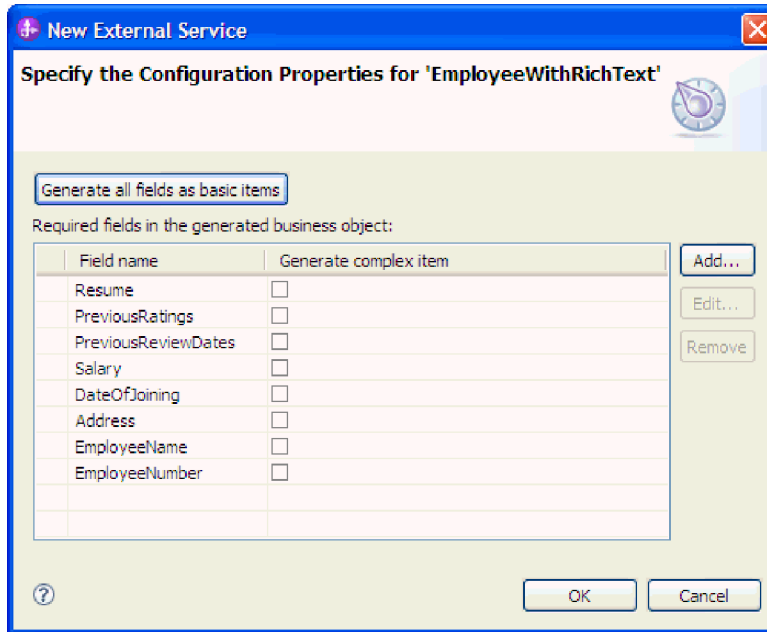 New External Service
Specify the Configuration Properties for 'EmployeeWithRichText'
Generate all fields as basic items
Required fields in the generated business object:
Field name Generate complex item
Add...
Resume
Edit...
PreviousRatings
PreviousReviewDates
Remove
Salary
DateOfJoining
Address
EmployeeName
EmployeeNumber
?
OK Cancel